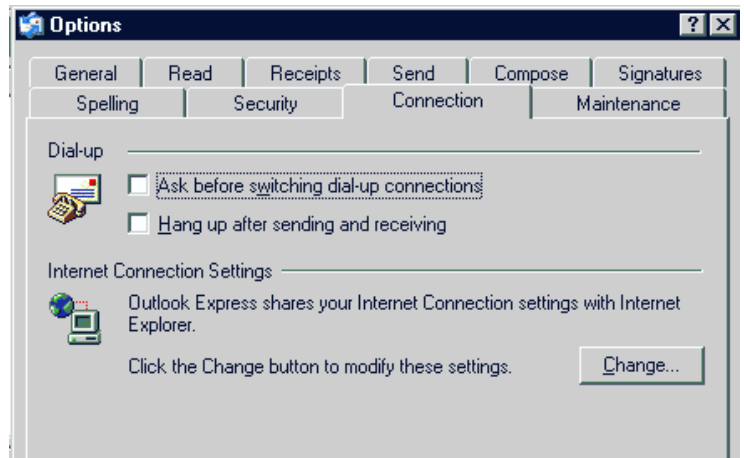 Options
General Read Receipts Send Compose Signatures
Spelling Security Connection Maintenance
Dial-up
Ask before switching dial-up connections
Hang up after sending and receiving
Internet Connection Settings
Outlook Express shares your Internet Connection settings with Internet
Explorer.
Click the Change button to modify these settings. Change...